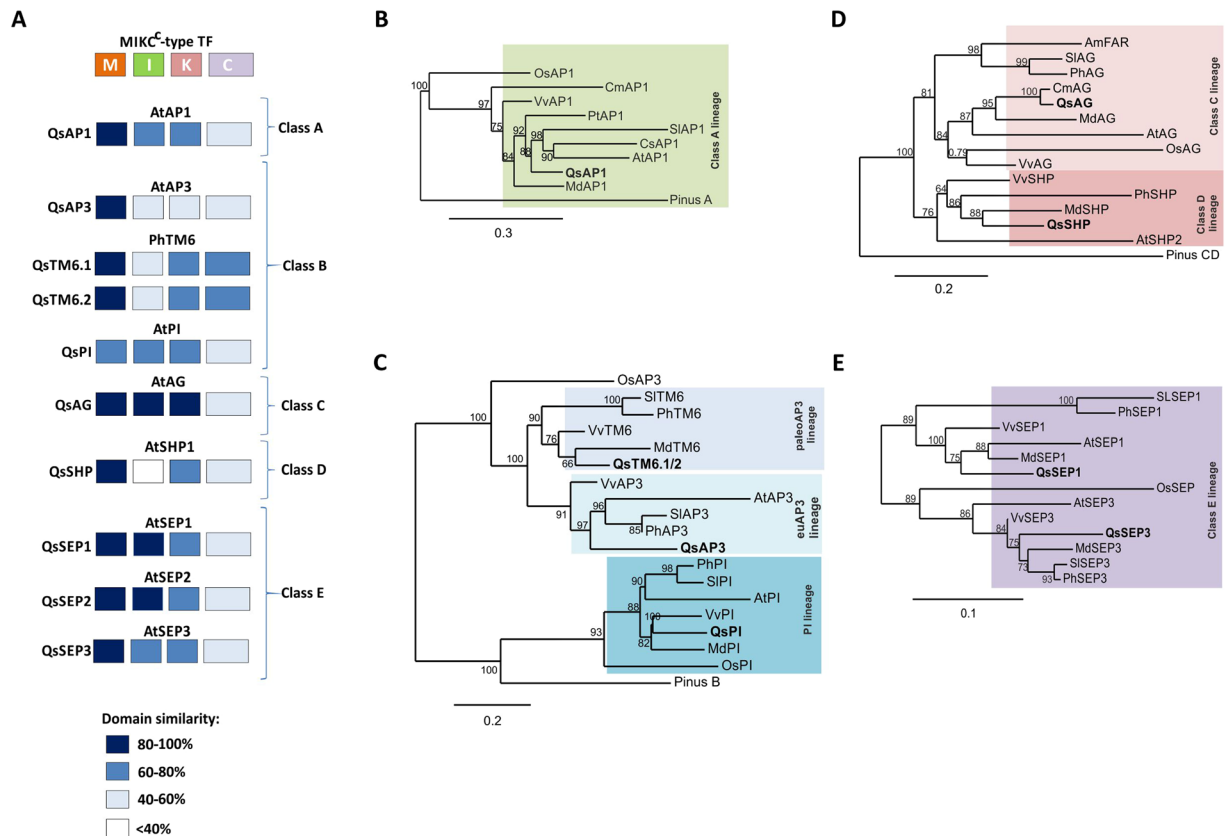 A
MIKC^C-type TF
M I K C
AtAP1
QsAP1
Class A
AtAP3
QsAP3
PhTM6
QsTM6.1
Class B
QsTM6.2
AtPI
QsPI
AtAG
QsAG
Class C
AtSHP1
QsSHP
Class D
AtSEP1
QsSEP1
AtSEP2
QsSEP2
Class E
AtSEP3
QsSEP3
Domain similarity:
80-100%
60-80%
40-60%
<40%
B
OsAP1
100
CmAP1
97
VvAP1
75
PtAP1
92
SlAP1
98
CsAP1
88
90
AtAP1
84
QsAP1
MdAP1
Pinus A
Class A lineage
0.3
C
OsAP3
SlTM6
100
PhTM6
90
100
VvTM6
76
MdTM6
66
QsTM6.1/2
paleoAP3
lineage
100
VvAP3
91
AtAP3
96
SlAP3
97
85
PhAP3
QsAP3
euAP3
lineage
PhPI
98
SlPI
90
AtPI
88
100
VvPI
QsPI
82
MdPI
93
OsPI
100
Pinus B
PI lineage
0.2
D
AmFAR
98
SlAG
99
PhAG
81
CmAG
100
QsAG
95
MdAG
87
AtAG
84
OsAG
0.79
VvAG
Class C lineage
100
VvSHP
64
PhSHP
86
MdSHP
88
76
QsSHP
AtSHP2
Class D
lineage
Pinus CD
0.2
E
SLSEP1
100
PhSEP1
89
VvSEP1
100
AtSEP1
88
MdSEP1
75
QsSEP1
OsSEP
89
AtSEP3
86
VvSEP3
84
QsSEP3
75
MdSEP3
73
SlSEP3
93
PhSEP3
Class E lineage
0.1